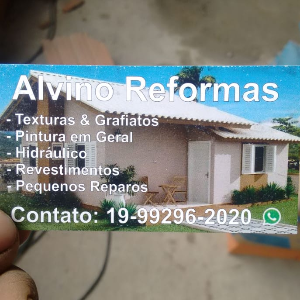 Alvino Reformas
- Texturas & Grafiatos
- Pintura em Geral
- Hidráulico
- Revestimentos
- Pequenos Reparos
Contato: 19-99296-2020